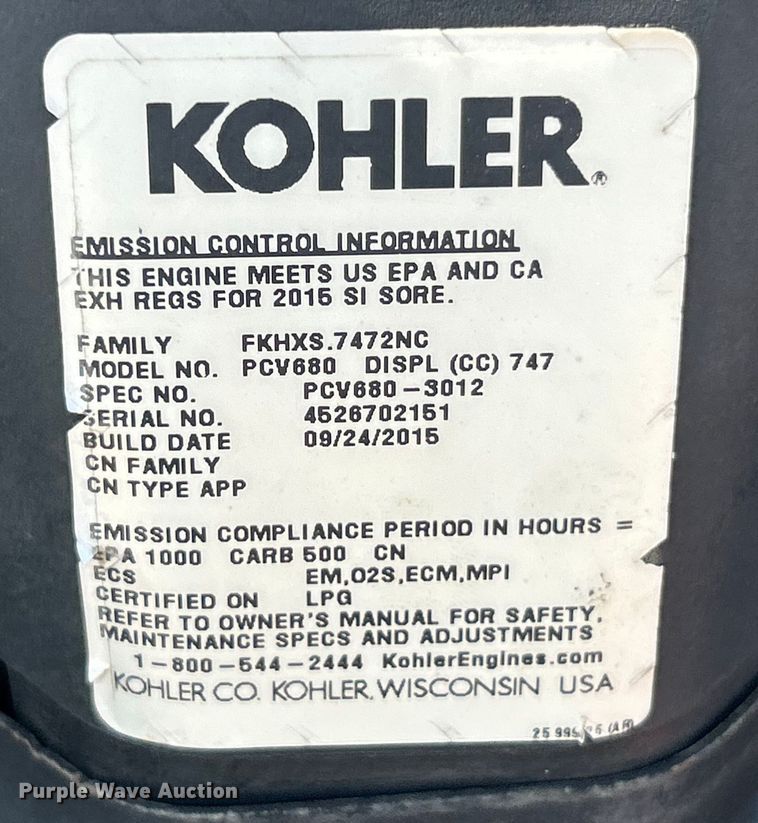 KOHLER®
EMISSION CONTROL INFORMATION
THIS ENGINE MEETS US EPA AND CA
EXH REGS FOR 2015 SI SORE.
FAMILY FKHXS.7472NC
MODEL NO. PCV680 DISPL (CC) 747
SPEC NO. PCV680-3012
SERIAL NO. 4526702151
BUILD DATE 09/24/2015
CN FAMILY
CN TYPE APP
EMISSION COMPLIANCE PERIOD IN HOURS =
EPA 1000 CARB 500 CN
ECS EM,O2S,ECM,MPI
CERTIFIED ON LPG
REFER TO OWNER'S MANUAL FOR SAFETY,
MAINTENANCE SPECS AND ADJUSTMENTS
1-800-544-2444 KohlerEngines.com
KOHLER CO. KOHLER, WISCONSIN USA
25
Purple Wave Auction